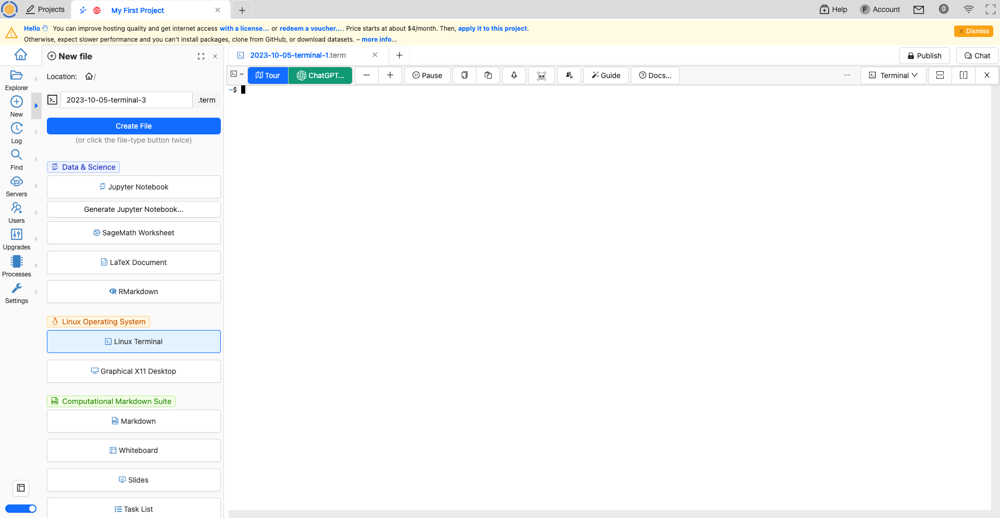 Projects
My First Project
Help
F Account
0
Hello You can improve hosting quality and get internet access with a license... or redeem a voucher.... Price starts at about $4/month. Then, apply it to this project.
Otherwise, expect slower performance and you can't install packages, clone from GitHub, or download datasets. – more info...
Dismiss
New file
2023-10-05-terminal-1.term
Publish
Chat
Location: /
~
Tour
ChatGPT...
Pause
Guide
Docs...
...
Terminal
~$
Explorer
New
Log
Find
Servers
Users
Upgrades
Processes
Settings
2023-10-05-terminal-3 .term
Create File
(or click the file-type button twice)
Data & Science
Jupyter Notebook
Generate Jupyter Notebook...
SageMath Worksheet
LaTeX Document
RMarkdown
Linux Operating System
Linux Terminal
Graphical X11 Desktop
Computational Markdown Suite
Markdown
Whiteboard
Slides
Task List